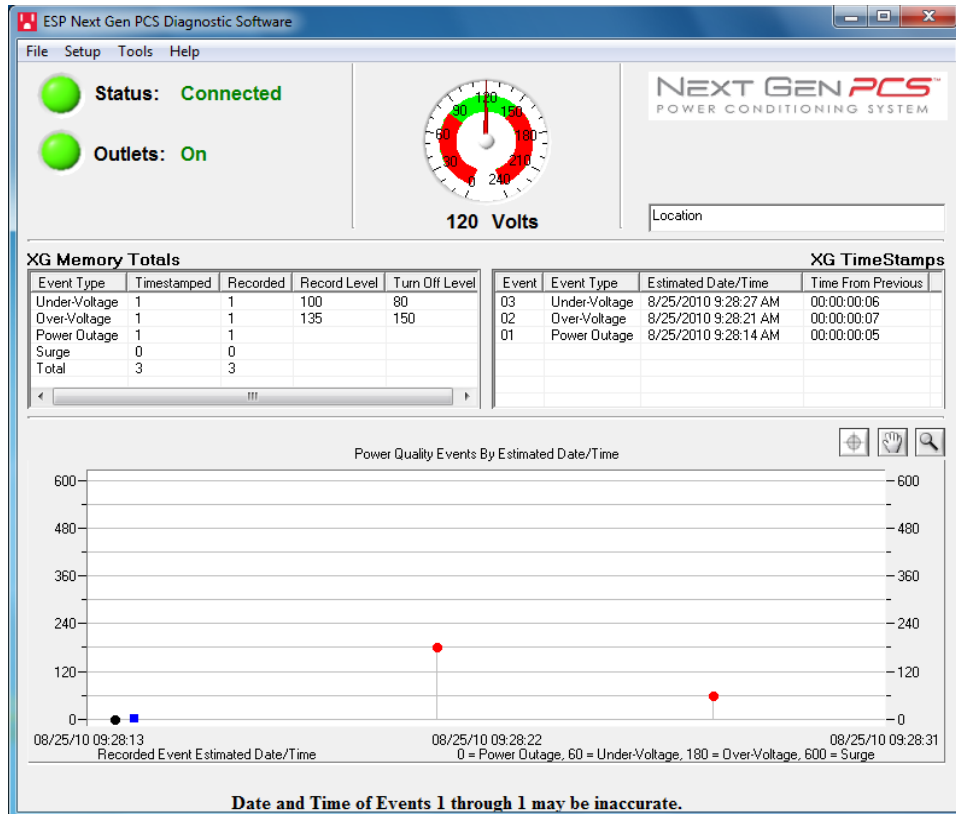 ESP Next Gen PCS Diagnostic Software
File Setup Tools Help
Status: Connected
Outlets: On
0 30 60 90 120 150 180 210 240
120 Volts
NEXT GEN PCS™
POWER CONDITIONING SYSTEM
Location
XG Memory Totals
Event Type Timestamped Recorded Record Level Turn Off Level
Under-Voltage 1 1 100 80
Over-Voltage 1 1 135 150
Power Outage 1 1
Surge 0 0
Total 3 3
XG TimeStamps
Event Event Type Estimated Date/Time Time From Previous
03 Under-Voltage 8/25/2010 9:28:27 AM 00:00:00:06
02 Over-Voltage 8/25/2010 9:28:21 AM 00:00:00:07
01 Power Outage 8/25/2010 9:28:14 AM 00:00:00:05
Power Quality Events By Estimated Date/Time
600 600
480 480
360 360
240 240
120 120
0 0
08/25/10 09:28:13 08/25/10 09:28:22 08/25/10 09:28:31
Recorded Event Estimated Date/Time 0 = Power Outage, 60 = Under-Voltage, 180 = Over-Voltage, 600 = Surge
Date and Time of Events 1 through 1 may be inaccurate.